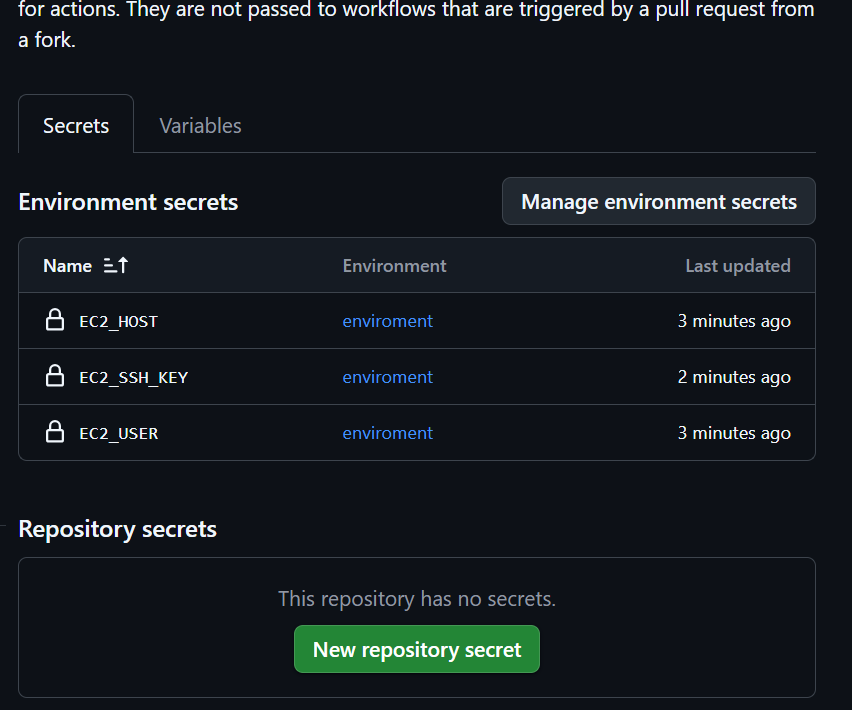 for actions. They are not passed to workflows that are triggered by a pull request from
a fork.
Secrets Variables
Environment secrets Manage environment secrets
Name Environment Last updated
EC2_HOST enviroment 3 minutes ago
EC2_SSH_KEY enviroment 2 minutes ago
EC2_USER enviroment 3 minutes ago
Repository secrets
This repository has no secrets.
New repository secret